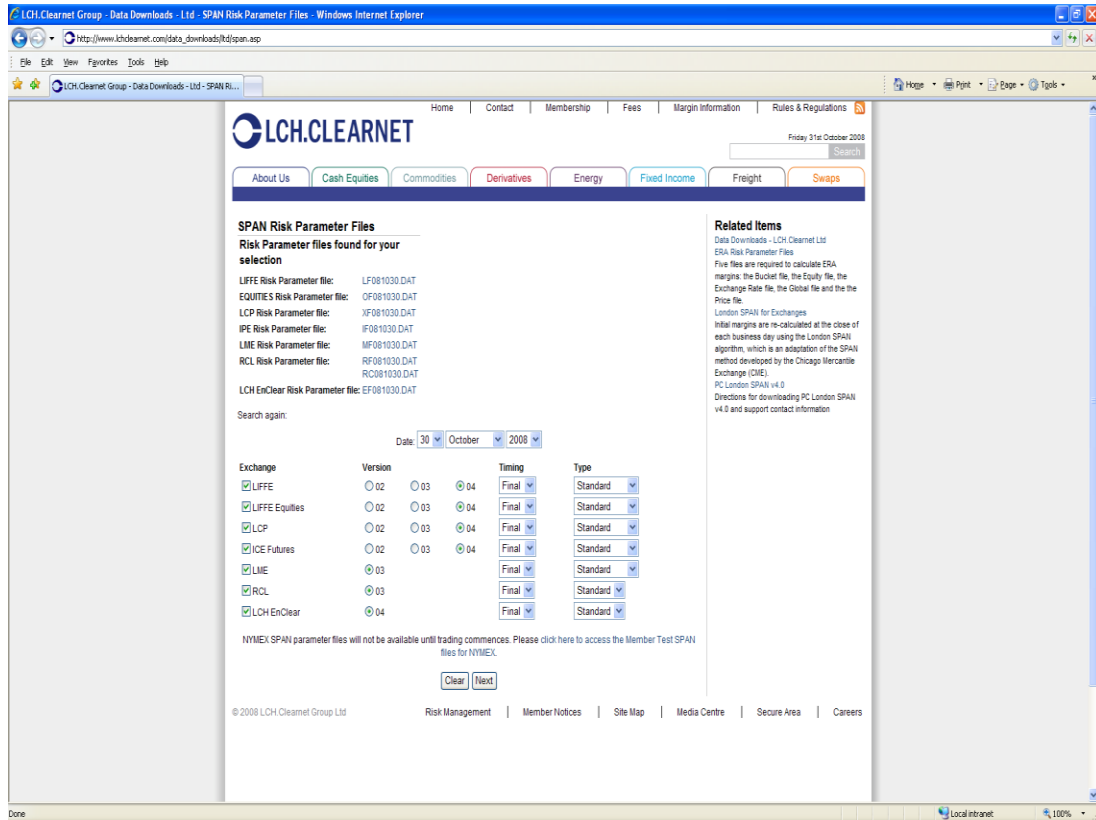 LCH.Clearnet Group - Data Downloads - Ltd - SPAN Risk Parameter Files - Windows Internet Explorer
http://www.lchclearnet.com/data_downloads/ltd/span.asp
File Edit View Favorites Tools Help
LCH.Clearnet Group - Data Downloads - Ltd - SPAN Ri...
Home Print Page Tools
Home | Contact | Membership | Fees | Margin Information | Rules & Regulations
LCH.CLEARNET
Friday 31st October 2008
Search
About Us Cash Equities Commodities Derivatives Energy Fixed Income Freight Swaps
SPAN Risk Parameter Files
Risk Parameter files found for your
selection
LIFFE Risk Parameter file: LF081030.DAT
EQUITIES Risk Parameter file: OF081030.DAT
LCP Risk Parameter file: XF081030.DAT
IPE Risk Parameter file: IF081030.DAT
LME Risk Parameter file: MF081030.DAT
RCL Risk Parameter file: RF081030.DAT
RC081030.DAT
LCH EnClear Risk Parameter file: EF081030.DAT
Search again:
Date: 30 October 2008
Exchange Version Timing Type
LIFFE 02 03 04 Final Standard
LIFFE Equities 02 03 04 Final Standard
LCP 02 03 04 Final Standard
ICE Futures 02 03 04 Final Standard
LME 03 Final Standard
RCL 03 Final Standard
LCH EnClear 04 Final Standard
NYMEX SPAN parameter files will not be available until trading commences. Please click here to access the Member Test SPAN
files for NYMEX.
Clear Next
Related Items
Data Downloads - LCH.Clearnet Ltd
ERA Risk Parameter Files
Five files are required to calculate ERA
margins: the Bucket file, the Equity file, the
Exchange Rate file, the Global file and the the
Price file.
London SPAN for Exchanges
Initial margins are re-calculated at the close of
each business day using the London SPAN
algorithm, which is an adaptation of the SPAN
method developed by the Chicago Mercantile
Exchange (CME).
PC London SPAN v4.0
Directions for downloading PC London SPAN
v4.0 and support contact information
© 2008 LCH.Clearnet Group Ltd
Risk Management | Member Notices | Site Map | Media Centre | Secure Area | Careers
Done
Local intranet 100%